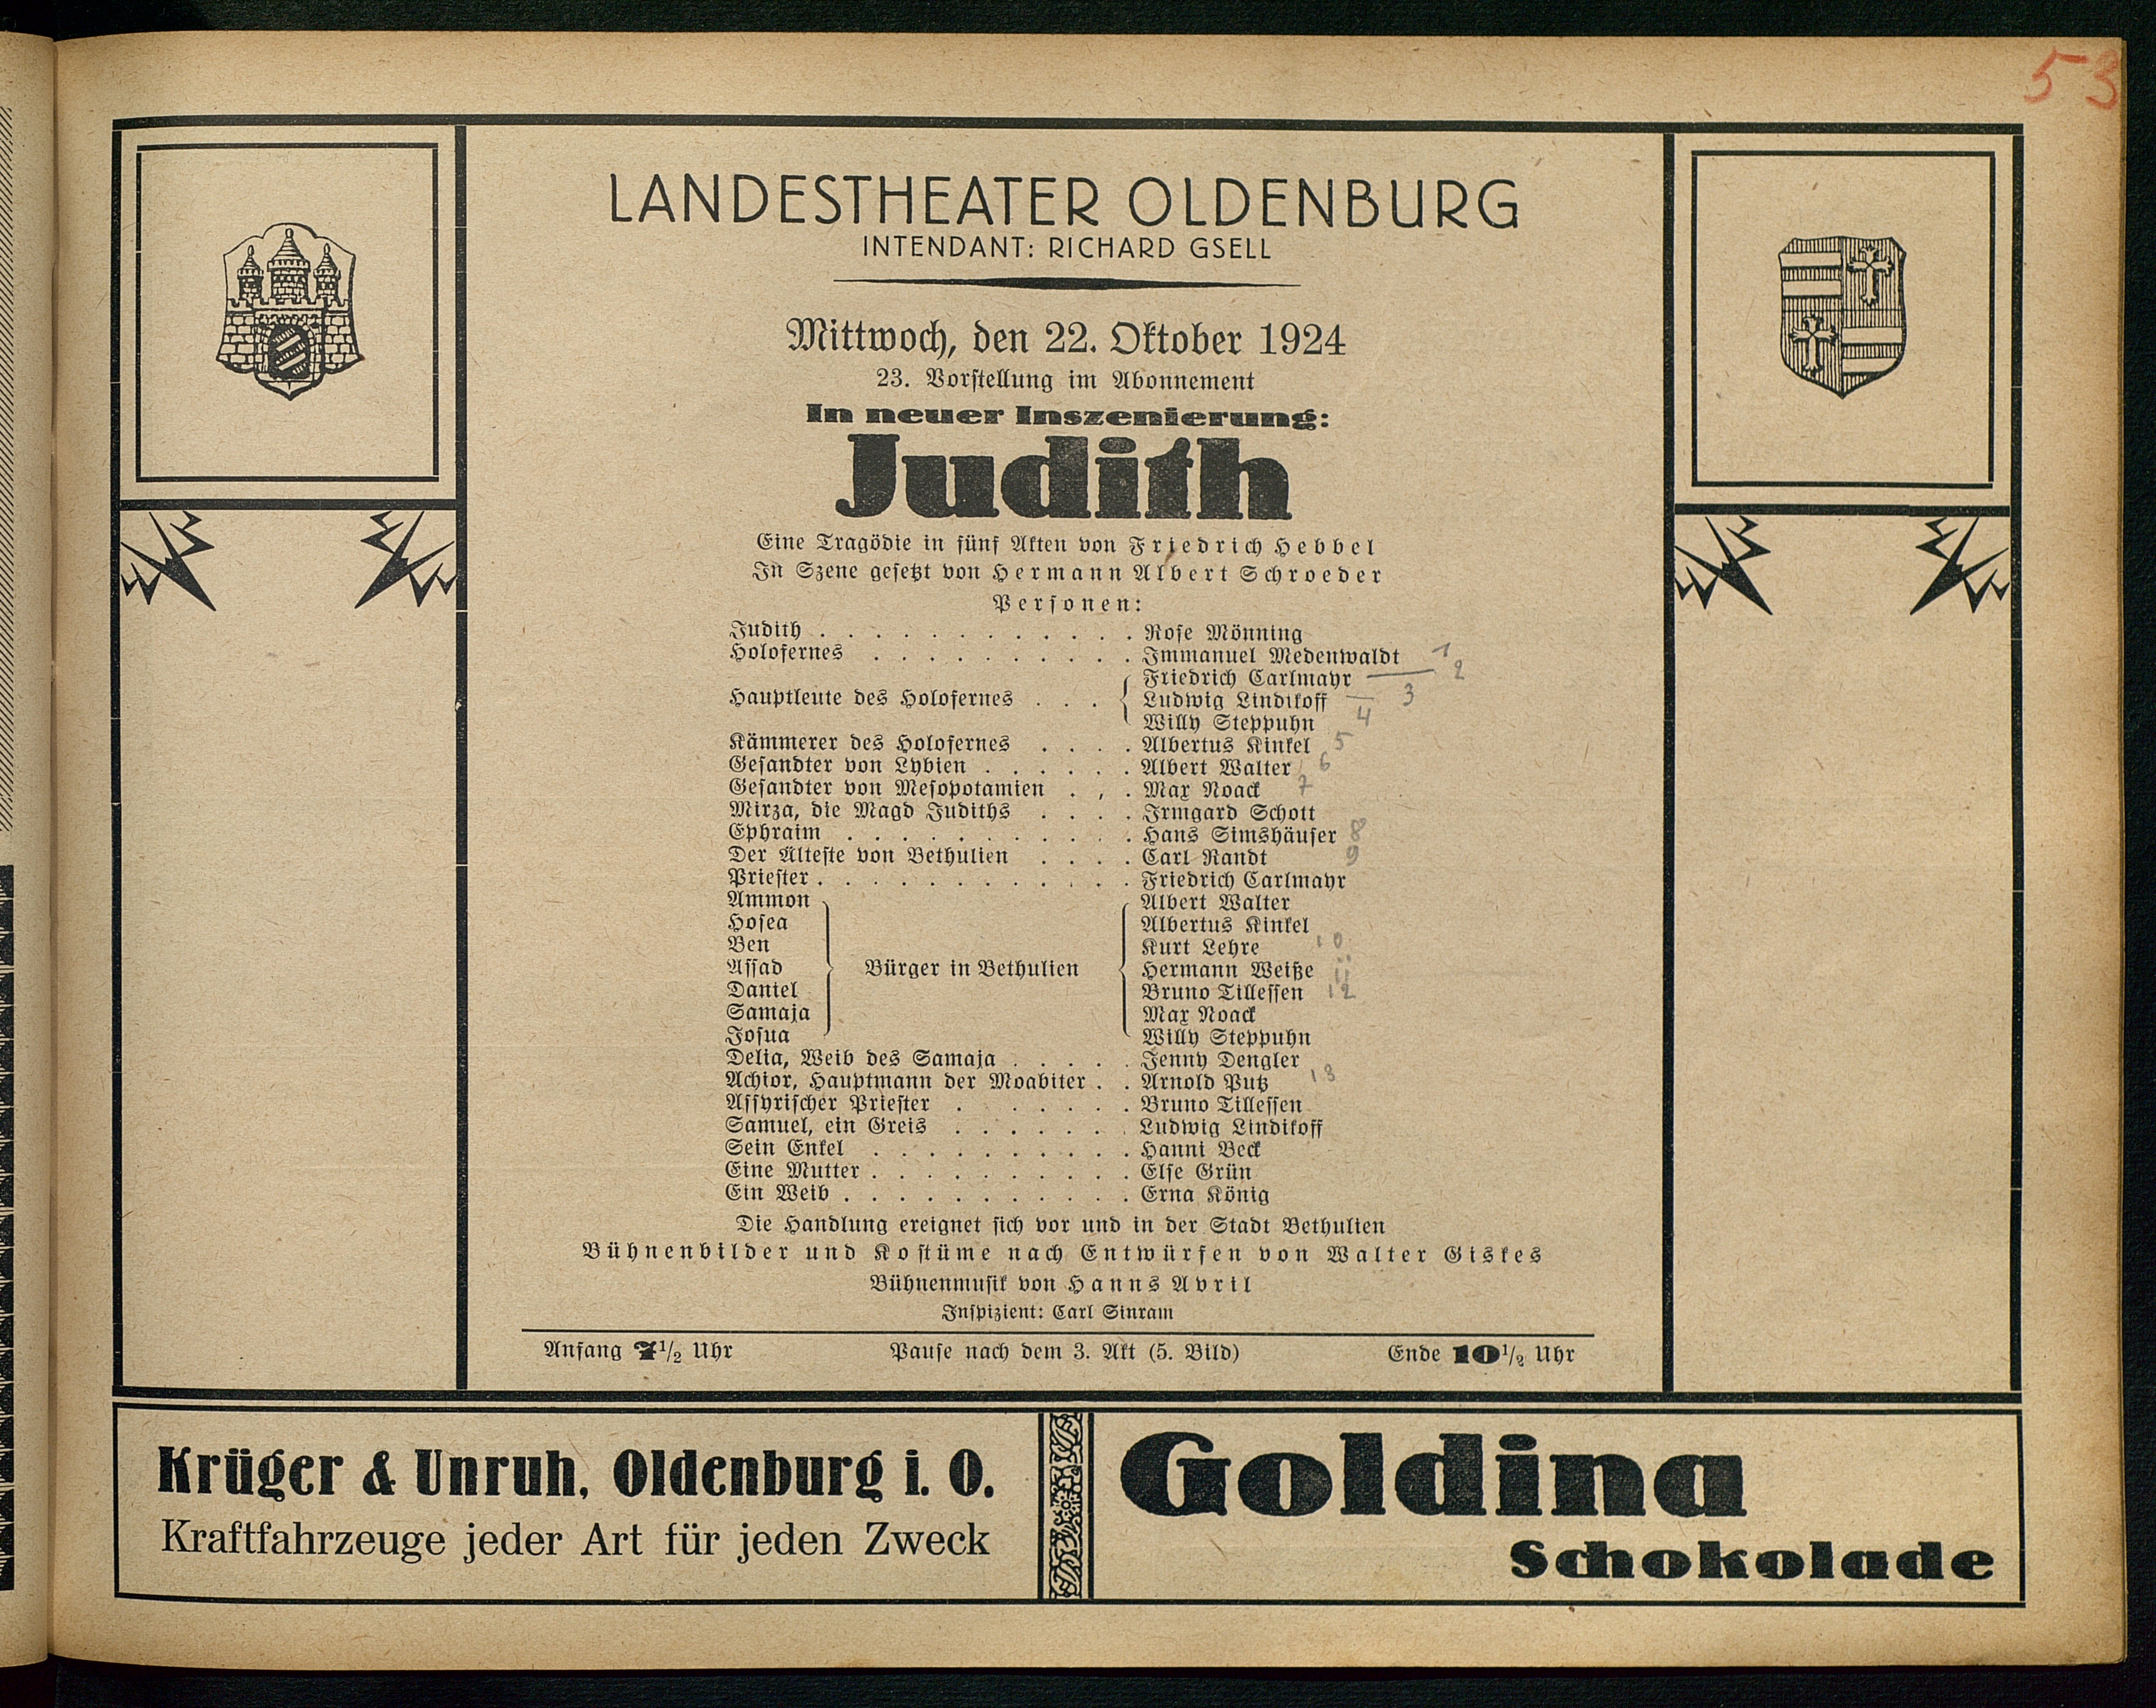 53
LANDESTHEATER OLDENBURG
INTENDANT: RICHARD GSELL
Mittwoch, den 22. Oktober 1924
23. Vorstellung im Abonnement
In neuer Inszenierung:
Judith
Eine Tragödie in fünf Akten von Friedrich Hebbel
In Szene gesetzt von Hermann Albert Schroeder
Personen:
Judith . . . . . . . . . . . . Rose Mönning
Holofernes . . . . . . . . . . Immanuel Medenwaldt 1
Hauptleute des Holofernes . . . { Friedrich Carlmayr 2
Ludwig Lindikoff 3
Willy Steppuhn 4
Kämmerer des Holofernes . . . . Albertus Kinkel 5
Gesandter von Lybien . . . . . . Albert Walter 6
Gesandter von Mesopotamien . , . Max Noack 7
Mirza, die Magd Judiths . . . . Irmgard Schott
Ephraim . . . . . . . . . . . Hans Simshäuser 8
Der Älteste von Bethulien . . . . Carl Randt 9
Priester . . . . . . . . . . . . Friedrich Carlmayr
Ammon Albert Walter
Hosea Albertus Kinkel
Ben Kurt Lehre 10
Assad } Bürger in Bethulien { Hermann Weiße 11
Daniel Bruno Tillessen 12
Samaja Max Noack
Josua Willy Steppuhn
Delia, Weib des Samaja . . . . . Jenny Dengler
Achior, Hauptmann der Moabiter . . Arnold Putz 13
Assyrischer Priester . . . . . . Bruno Tillessen
Samuel, ein Greis . . . . . . . Ludwig Lindikoff
Sein Enkel . . . . . . . . . . Hanni Beck
Eine Mutter . . . . . . . . . . Else Grün
Ein Weib . . . . . . . . . . . Erna König
Die Handlung ereignet sich vor und in der Stadt Bethulien
Bühnenbilder und Kostüme nach Entwürfen von Walter Giskes
Bühnenmusik von Hanns Avril
Inspizient: Carl Sinram
Anfang 7 1/2 Uhr Pause nach dem 3. Akt (5. Bild) Ende 10 1/2 Uhr
Krüger & Unruh, Oldenburg i. O.
Kraftfahrzeuge jeder Art für jeden Zweck
Goldina
Schokolade